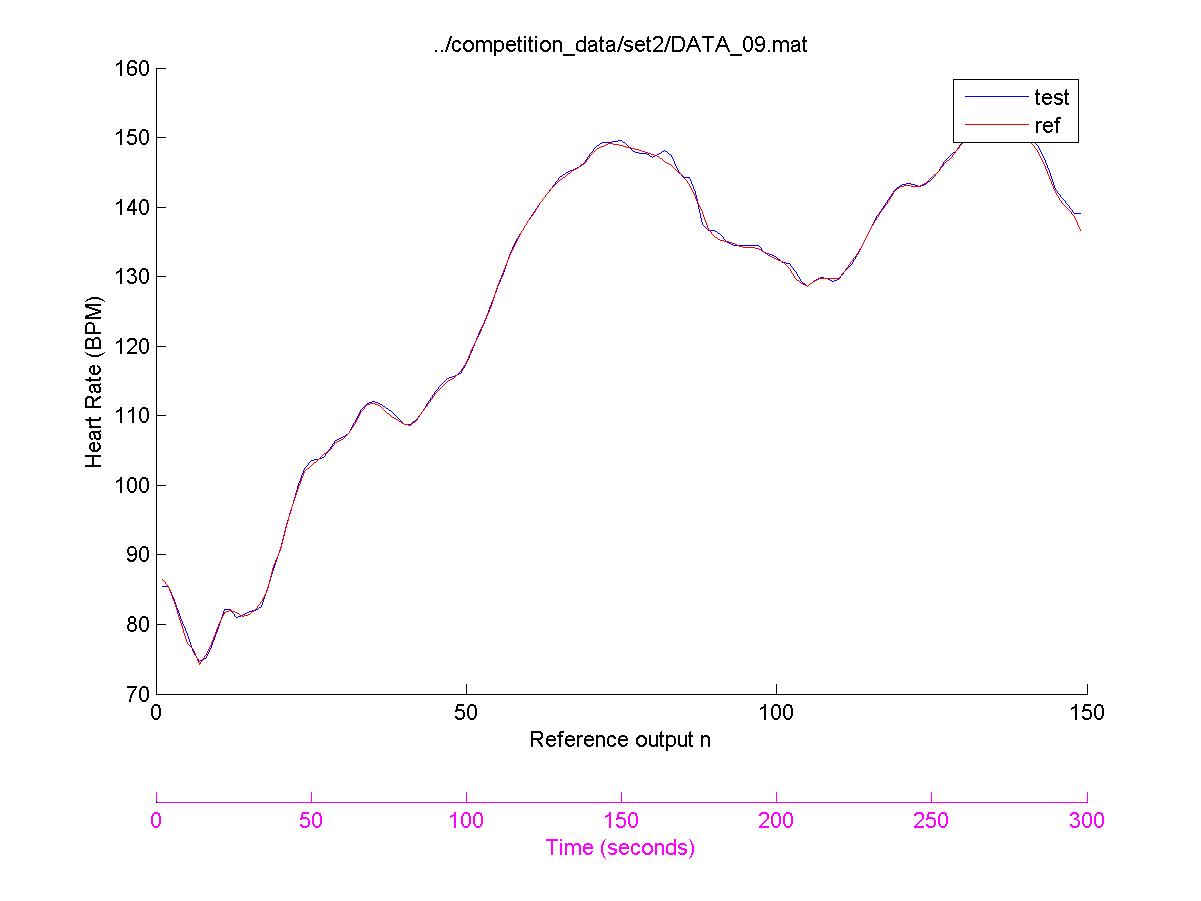 ../competition_data/set2/DATA_09.mat
160
150
140
130
120
110
100
90
80
70
Heart Rate (BPM)
test
ref
0 50 100 150
Reference output n
0 50 100 150 200 250 300
Time (seconds)